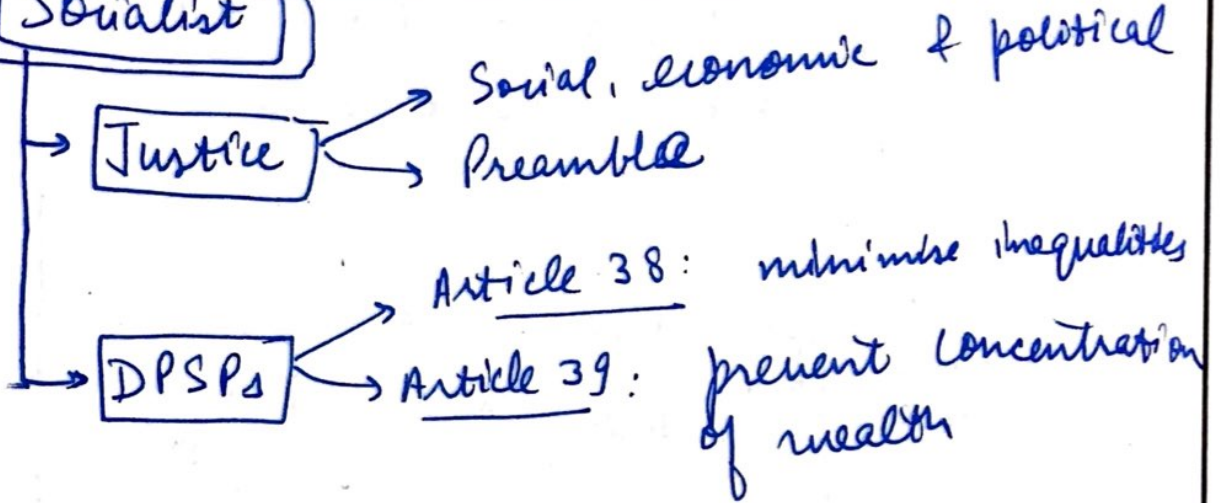 Socialist
Social, economic & political
Justice
Preamble
Article 38: minimise inequalities
DPSPs
Article 39: prevent concentration
of wealth